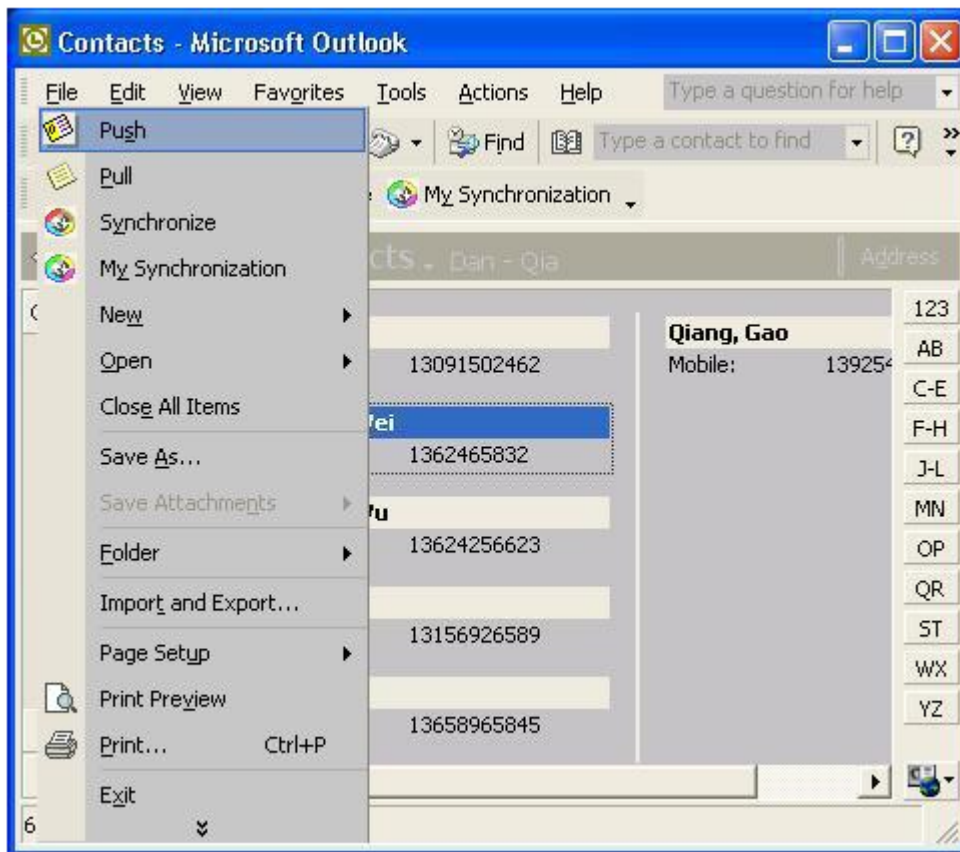 Contacts - Microsoft Outlook
File Edit View Favorites Tools Actions Help Type a question for help
Push
Find Type a contact to find
Pull
My Synchronization
Synchronize
Dan - Qia Address
My Synchronization
New
Open
Close All Items
Save As...
Save Attachments
Folder
Import and Export...
Page Setup
Print Preview
Print... Ctrl+P
Exit
13091502462
1362465832
13624256623
13156926589
13658965845
Qiang, Gao
Mobile: 139254
123
AB
C-E
F-H
J-L
MN
OP
QR
ST
WX
YZ
6